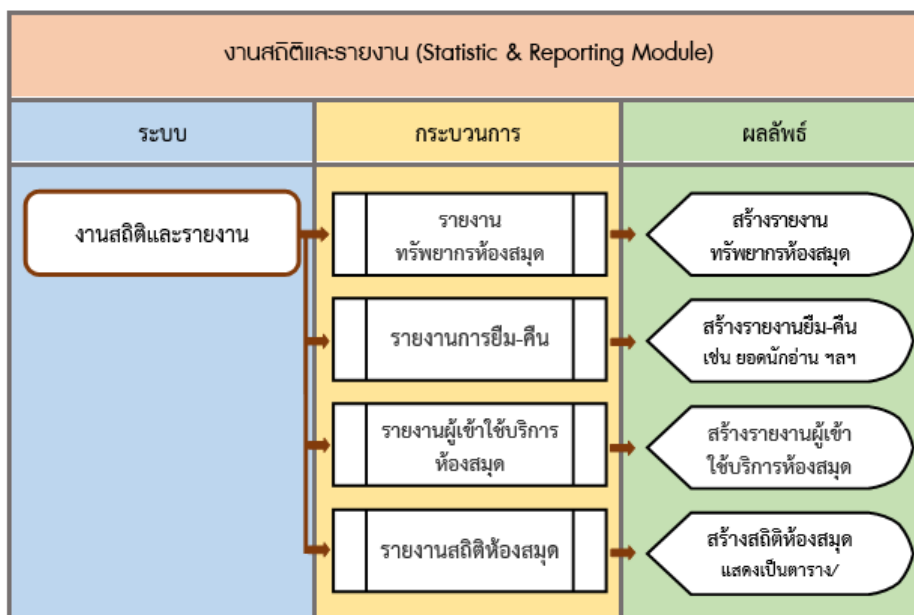 งานสถิติและรายงาน (Statistic & Reporting Module)
ระบบ
กระบวนการ
ผลลัพธ์
งานสถิติและรายงาน
รายงาน
ทรัพยากรห้องสมุด
สร้างรายงาน
ทรัพยากรห้องสมุด
รายงานการยืม-คืน
สร้างรายงานยืม-คืน
เช่น ยอดนักอ่าน ฯลฯ
รายงานผู้เข้าใช้บริการ
ห้องสมุด
สร้างรายงานผู้เข้า
ใช้บริการห้องสมุด
รายงานสถิติห้องสมุด
สร้างสถิติห้องสมุด
แสดงเป็นตาราง/